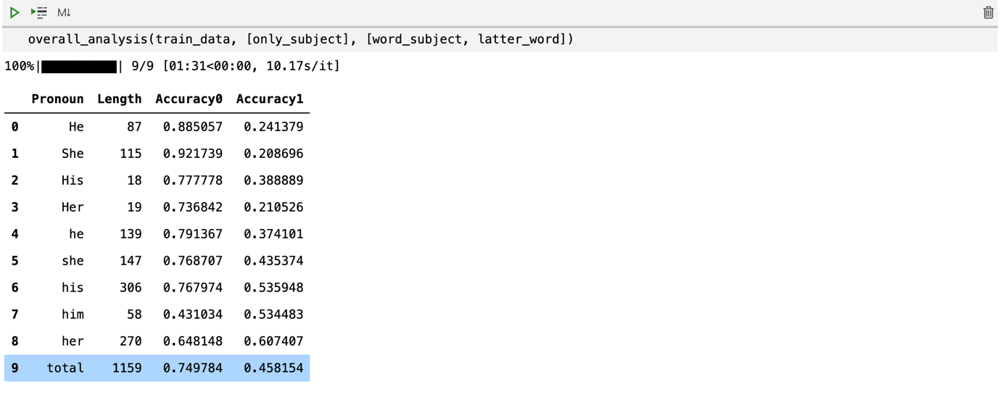 M↓
overall_analysis(train_data, [only_subject], [word_subject, latter_word])
100%|██████████| 9/9 [01:31<00:00, 10.17s/it]
Pronoun Length Accuracy0 Accuracy1
0 He 87 0.885057 0.241379
1 She 115 0.921739 0.208696
2 His 18 0.777778 0.388889
3 Her 19 0.736842 0.210526
4 he 139 0.791367 0.374101
5 she 147 0.768707 0.435374
6 his 306 0.767974 0.535948
7 him 58 0.431034 0.534483
8 her 270 0.648148 0.607407
9 total 1159 0.749784 0.458154